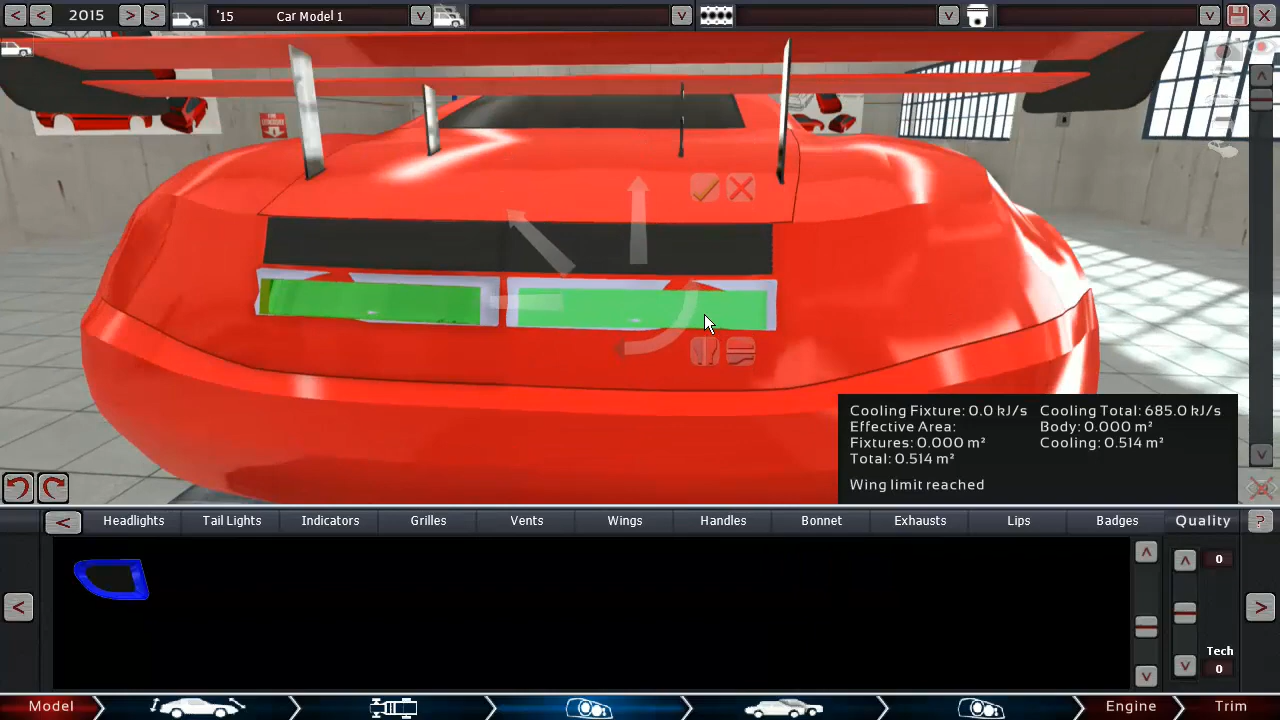 2015
'15
Car Model 1
Cooling Fixture: 0.0 kJ/s
Cooling Total: 685.0 kJ/s
Effective Area:
Body: 0.000 m²
Fixtures: 0.000 m²
Cooling: 0.514 m²
Total: 0.514 m²
Wing limit reached
Headlights
Tail Lights
Indicators
Grilles
Vents
Wings
Handles
Bonnet
Exhausts
Lips
Badges
Quality
?
0
Tech
0
Model
Engine
Trim